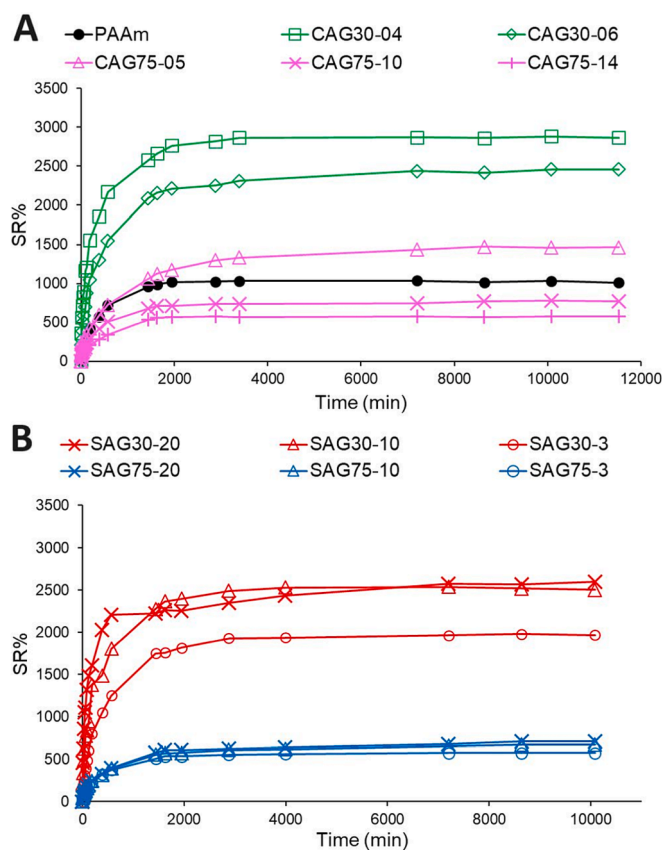 A
PAAm CAG30-04 CAG30-06
CAG75-05 CAG75-10 CAG75-14
3500
3000
2500
2000
1500
1000
500
0
SR%
0 2000 4000 6000 8000 10000 12000
Time (min)
B
SAG30-20 SAG30-10 SAG30-3
SAG75-20 SAG75-10 SAG75-3
3500
3000
2500
2000
1500
1000
500
0
SR%
0 2000 4000 6000 8000 10000
Time (min)